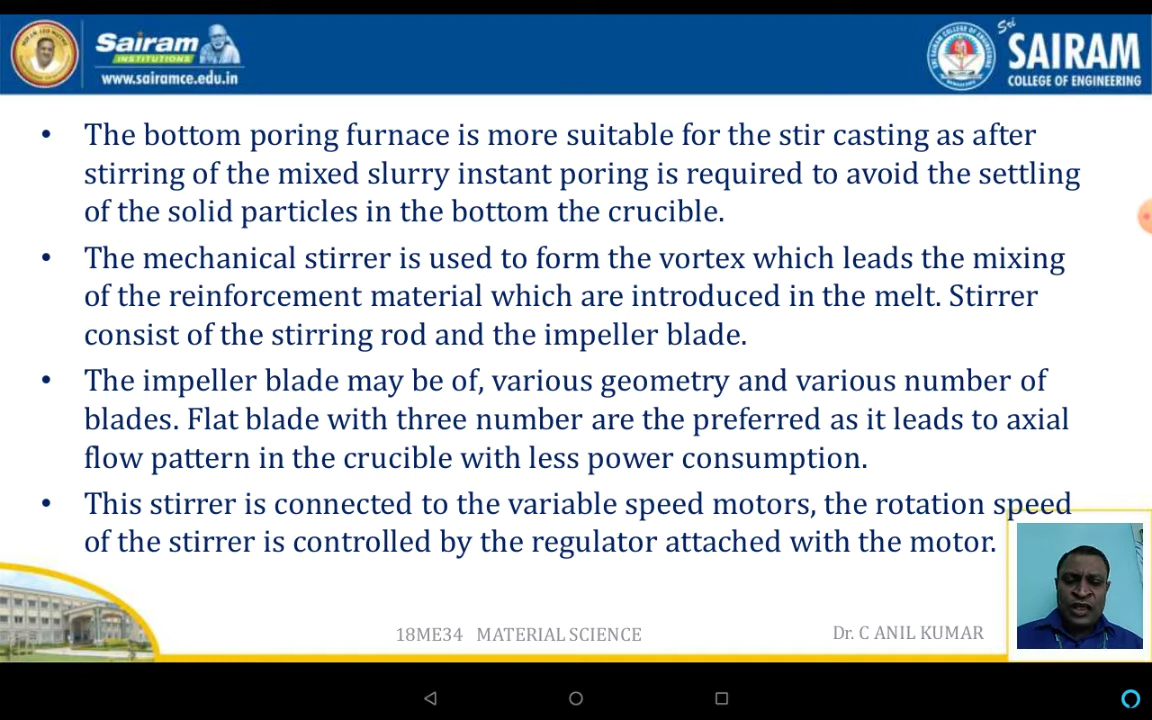 Sairam
INSTITUTIONS
www.sairamce.edu.in
Sri
SAIRAM
COLLEGE OF ENGINEERING
• The bottom poring furnace is more suitable for the stir casting as after
stirring of the mixed slurry instant poring is required to avoid the settling
of the solid particles in the bottom the crucible.
• The mechanical stirrer is used to form the vortex which leads the mixing
of the reinforcement material which are introduced in the melt. Stirrer
consist of the stirring rod and the impeller blade.
• The impeller blade may be of, various geometry and various number of
blades. Flat blade with three number are the preferred as it leads to axial
flow pattern in the crucible with less power consumption.
• This stirrer is connected to the variable speed motors, the rotation speed
of the stirrer is controlled by the regulator attached with the motor.
18ME34 MATERIAL SCIENCE
Dr. C ANIL KUMAR